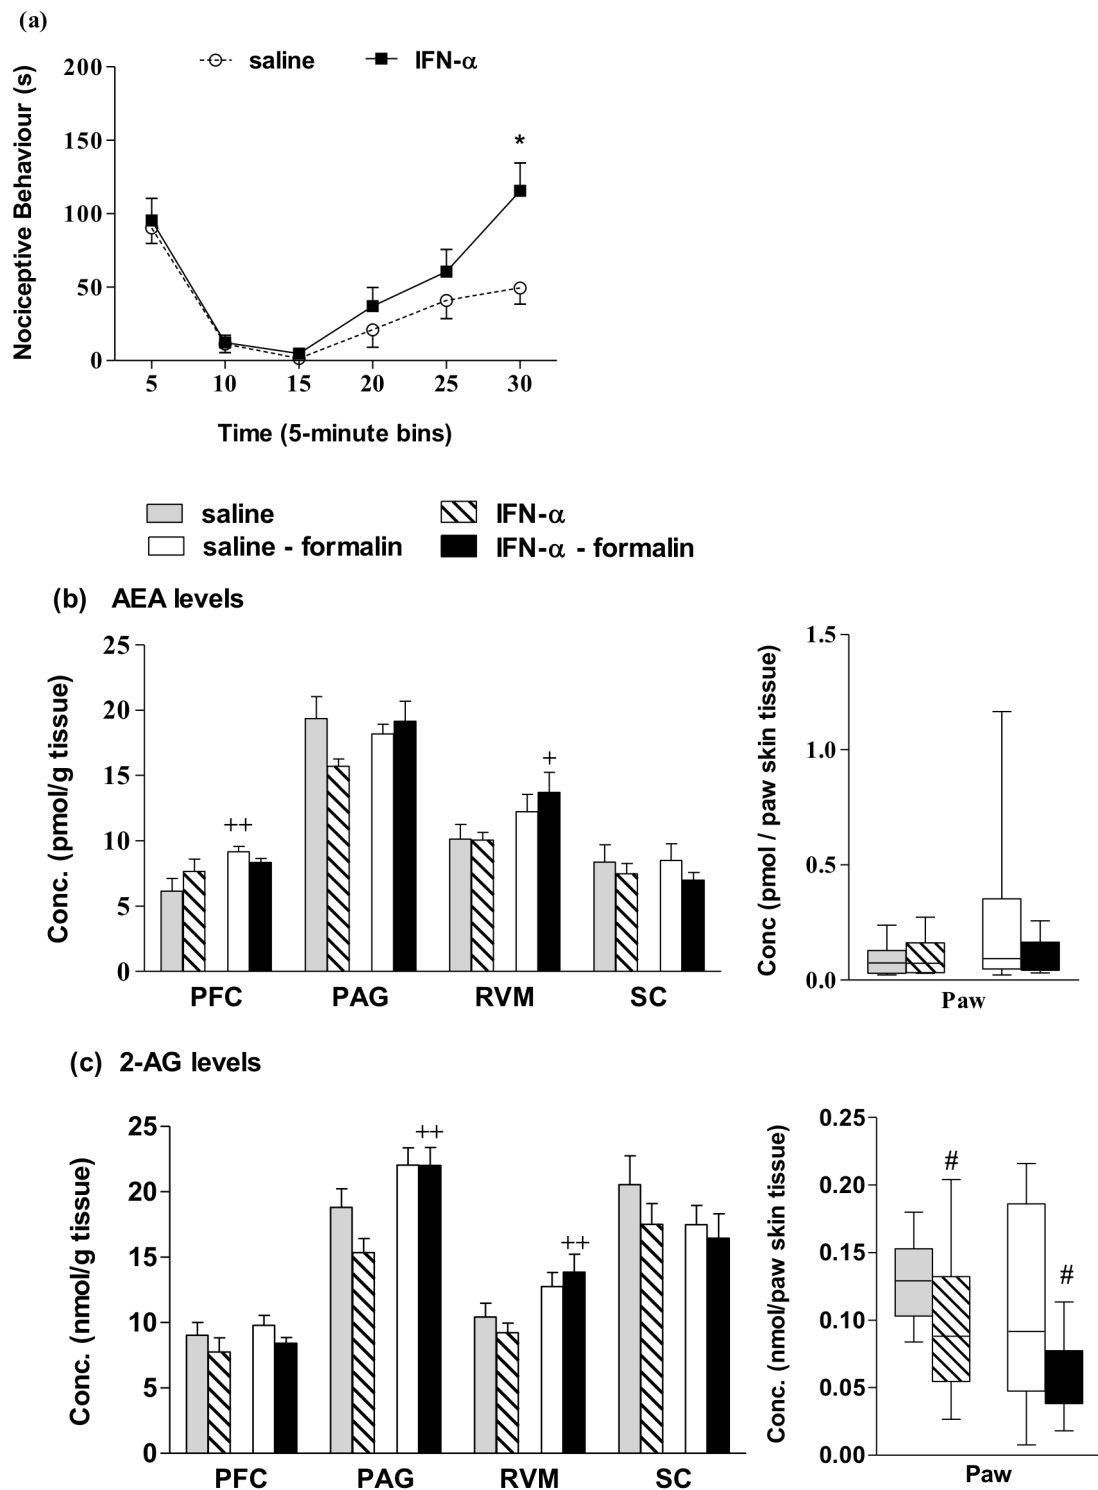 (a)
saline IFN-α
200
150
100
50
0
Nociceptive Behaviour (s)
*
5 10 15 20 25 30
Time (5-minute bins)
saline IFN-α
saline - formalin IFN-α - formalin
(b) AEA levels
25
20
15
10
5
0
Conc. (pmol/g tissue)
++
+
PFC PAG RVM SC
1.5
1.0
0.5
0.0
Conc (pmol / paw skin tissue)
Paw
(c) 2-AG levels
25
20
15
10
5
0
Conc. (nmol/g tissue)
++
++
PFC PAG RVM SC
0.25
0.20
0.15
0.10
0.05
0.00
Conc. (nmol/paw skin tissue)
#
#
Paw